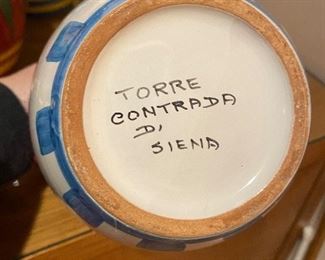 TORRE
CONTRADA
DI
SIENA